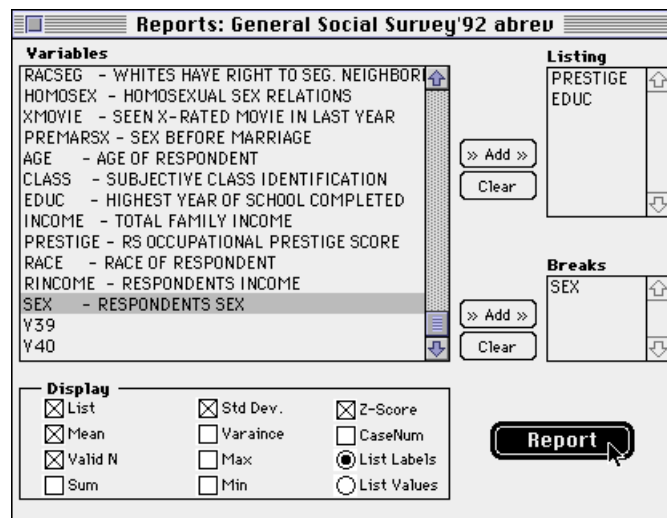 Reports: General Social Survey'92 abrev
Variables
RACSEG - WHITES HAVE RIGHT TO SEG. NEIGHBOR
HOMOSEX - HOMOSEXUAL SEX RELATIONS
XMOVIE - SEEN X-RATED MOVIE IN LAST YEAR
PREMARSX - SEX BEFORE MARRIAGE
AGE - AGE OF RESPONDENT
CLASS - SUBJECTIVE CLASS IDENTIFICATION
EDUC - HIGHEST YEAR OF SCHOOL COMPLETED
INCOME - TOTAL FAMILY INCOME
PRESTIGE - RS OCCUPATIONAL PRESTIGE SCORE
RACE - RACE OF RESPONDENT
RINCOME - RESPONDENTS INCOME
SEX - RESPONDENTS SEX
V39
V40
» Add »
Clear
» Add »
Clear
Listing
PRESTIGE
EDUC
Breaks
SEX
Display
List
Mean
Valid N
Sum
Std Dev.
Varaince
Max
Min
Z-Score
CaseNum
List Labels
List Values
Report